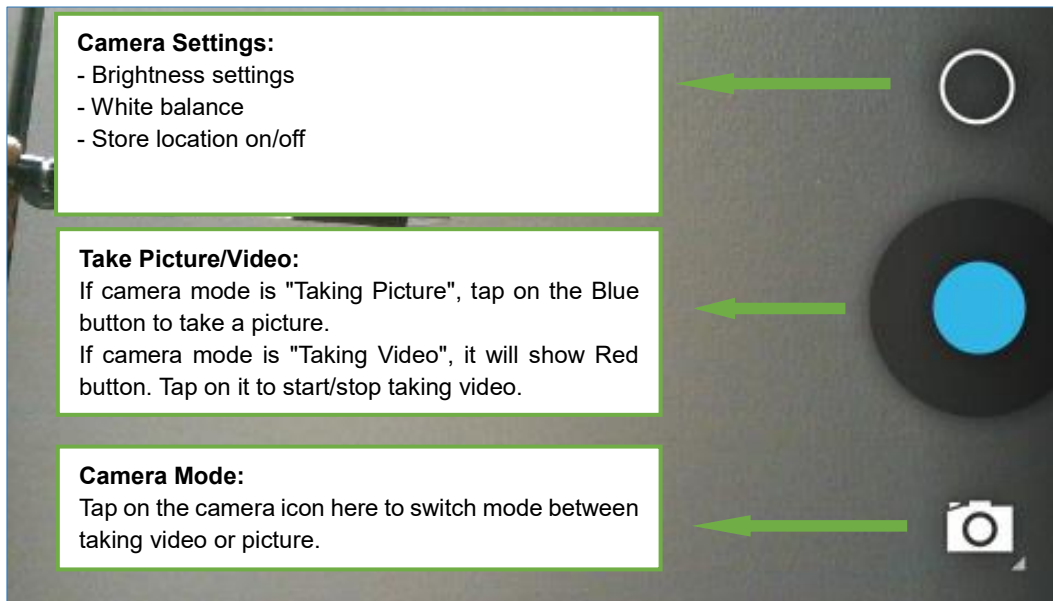 Camera Settings:
- Brightness settings
- White balance
- Store location on/off
Take Picture/Video:
If camera mode is "Taking Picture", tap on the Blue
button to take a picture.
If camera mode is "Taking Video", it will show Red
button. Tap on it to start/stop taking video.
Camera Mode:
Tap on the camera icon here to switch mode between
taking video or picture.